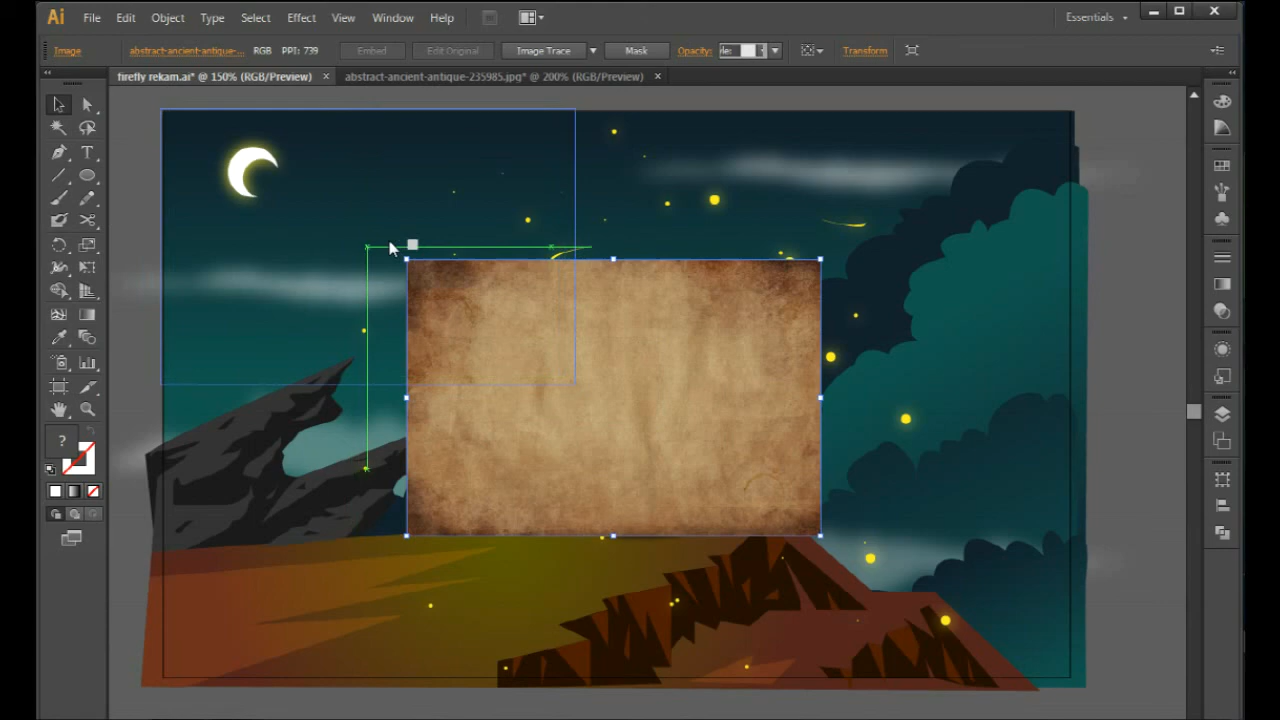 Ai File Edit Object Type Select Effect View Window Help Essentials
Image abstract-ancient-antique-... RGB PPI: 739 Embed Edit Original Image Trace Mask Opacity: Transform
firefly rekam.ai* @ 150% (RGB/Preview) × abstract-ancient-antique-235985.jpg* @ 200% (RGB/Preview) ×
T
?